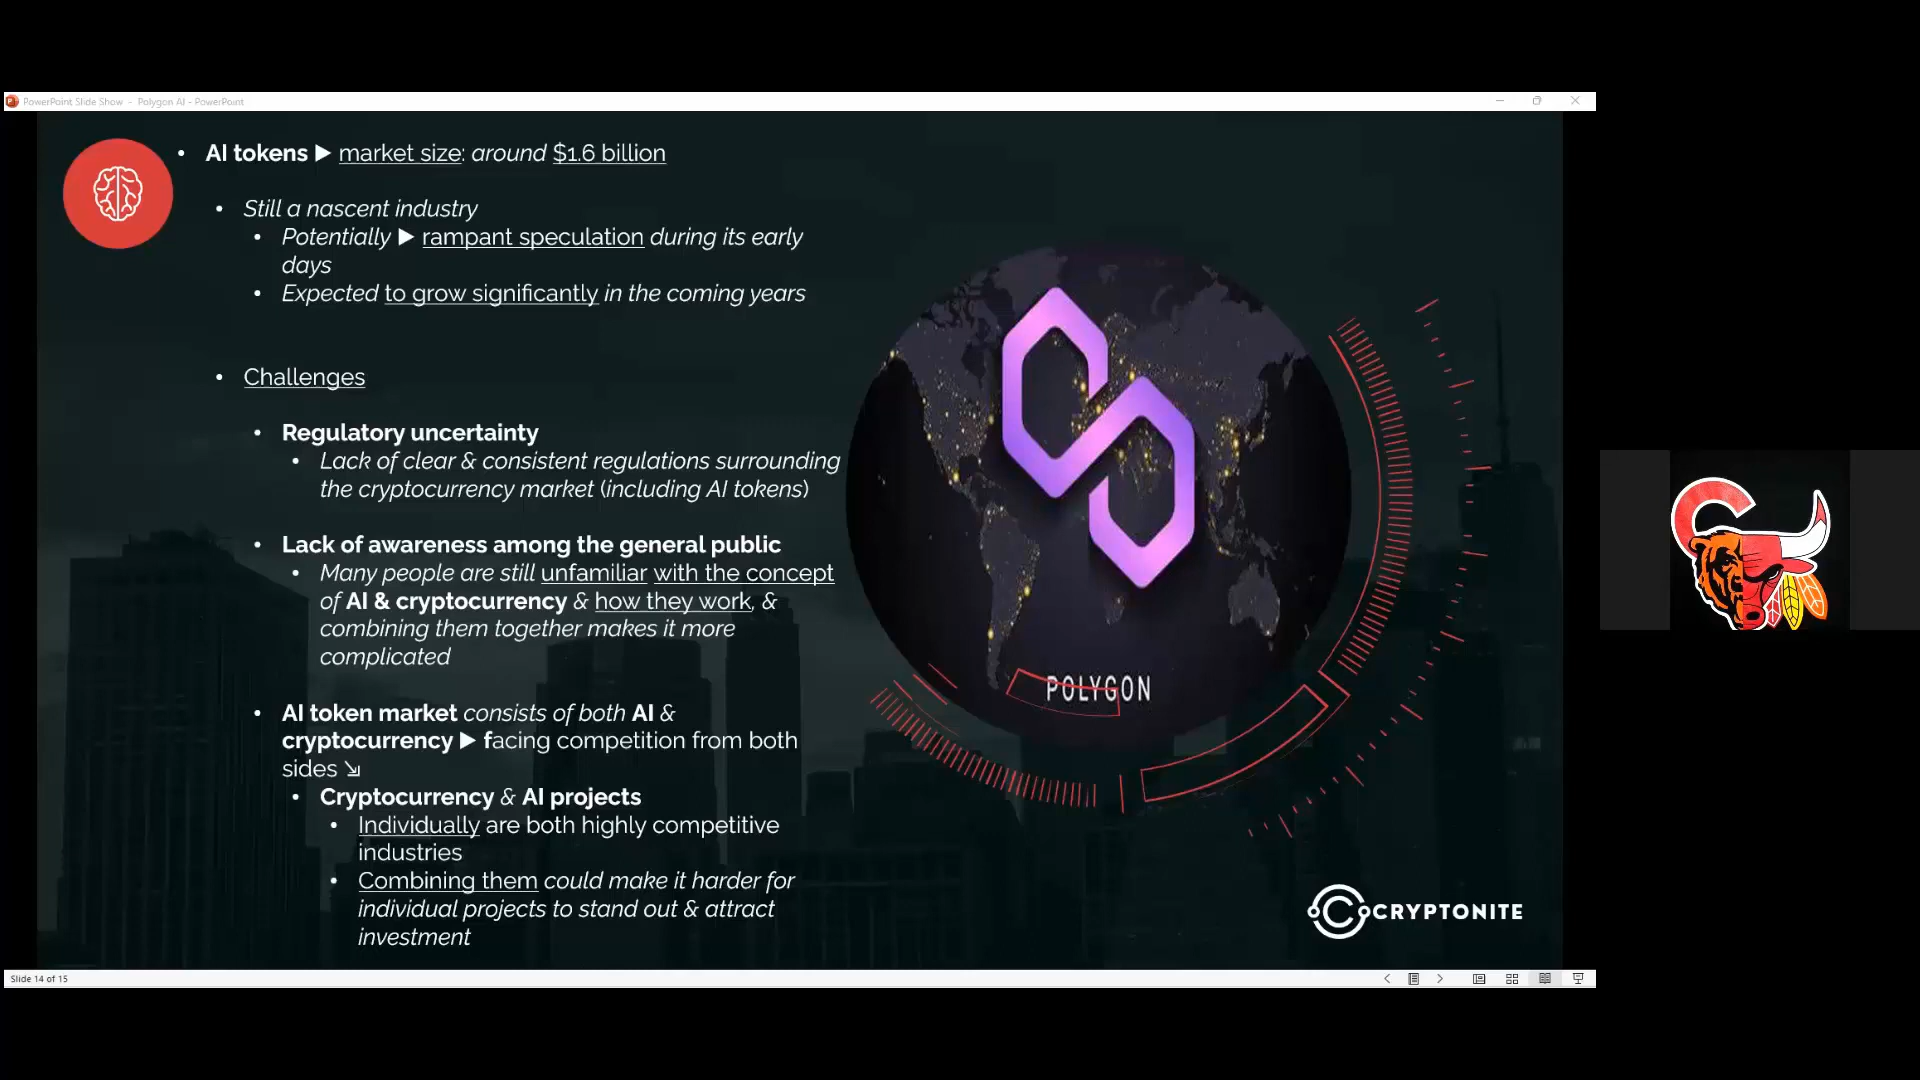 PowerPoint Slide Show - Polygon AI - PowerPoint
• AI tokens ▶ market size: around $1.6 billion
• Still a nascent industry
• Potentially ▶ rampant speculation during its early
days
• Expected to grow significantly in the coming years
• Challenges
• Regulatory uncertainty
• Lack of clear & consistent regulations surrounding
the cryptocurrency market (including AI tokens)
• Lack of awareness among the general public
• Many people are still unfamiliar with the concept
of AI & cryptocurrency & how they work, &
combining them together makes it more
complicated
• AI token market consists of both AI &
cryptocurrency ▶ facing competition from both
sides ⇘
• Cryptocurrency & AI projects
• Individually are both highly competitive
industries
• Combining them could make it harder for
individual projects to stand out & attract
investment
POLYGON
CRYPTONITE
Slide 14 of 15